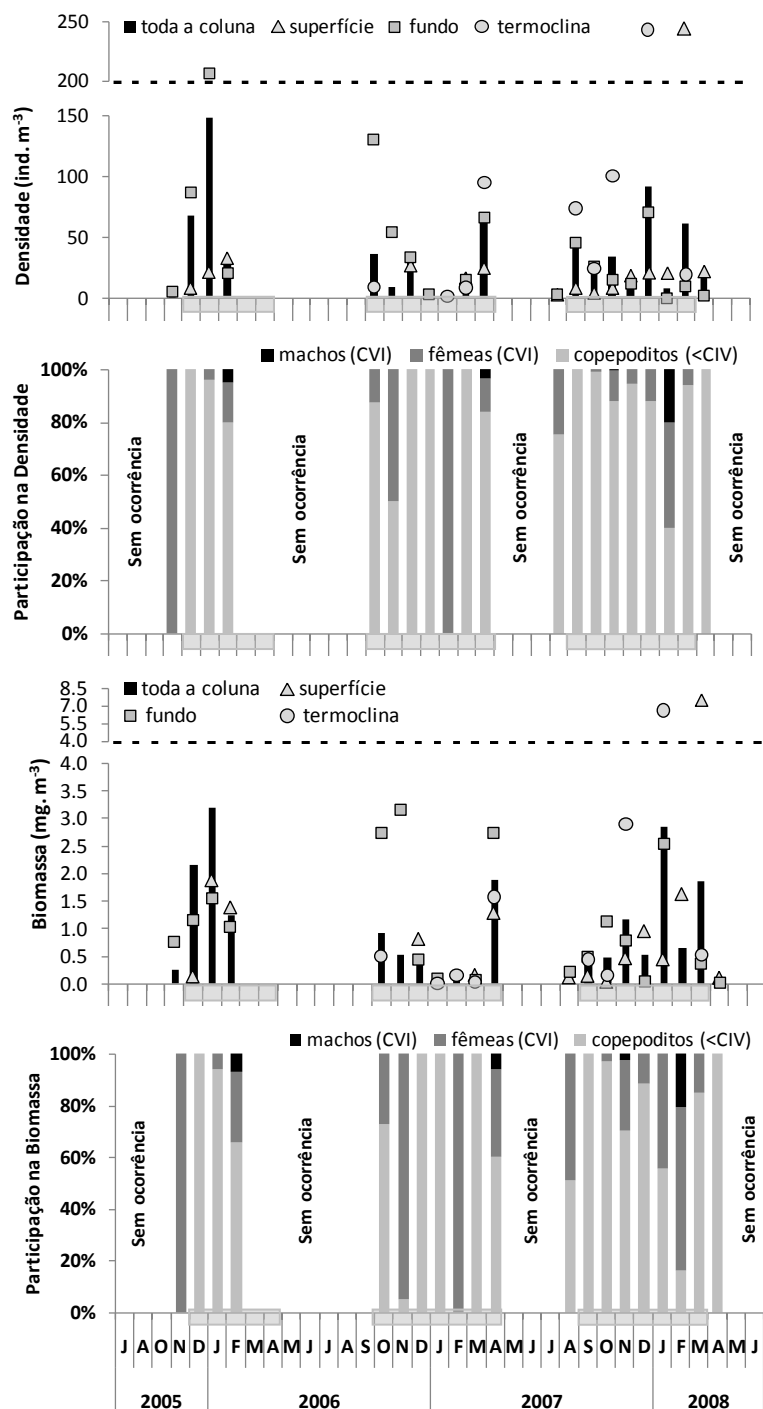 250
200
150
100
50
0
Densidade (ind. m⁻³)
toda a coluna superfície fundo termoclina
100%
80%
60%
40%
20%
0%
Participação na Densidade
machos (CVI) fêmeas (CVI) copepoditos (<CIV)
Sem ocorrência
Sem ocorrência
Sem ocorrência
Sem ocorrência
8.5
7.0
5.5
4.0
4.0
3.5
3.0
2.5
2.0
1.5
1.0
0.5
0.0
Biomassa (mg. m⁻³)
toda a coluna superfície
fundo termoclina
100%
80%
60%
40%
20%
0%
Participação na Biomassa
machos (CVI) fêmeas (CVI) copepoditos (<CIV)
Sem ocorrência
Sem ocorrência
Sem ocorrência
Sem ocorrência
J A O N D J F M A M J J A S O N D J F M A M J J A S O N D J F M A M J
2005 2006 2007 2008